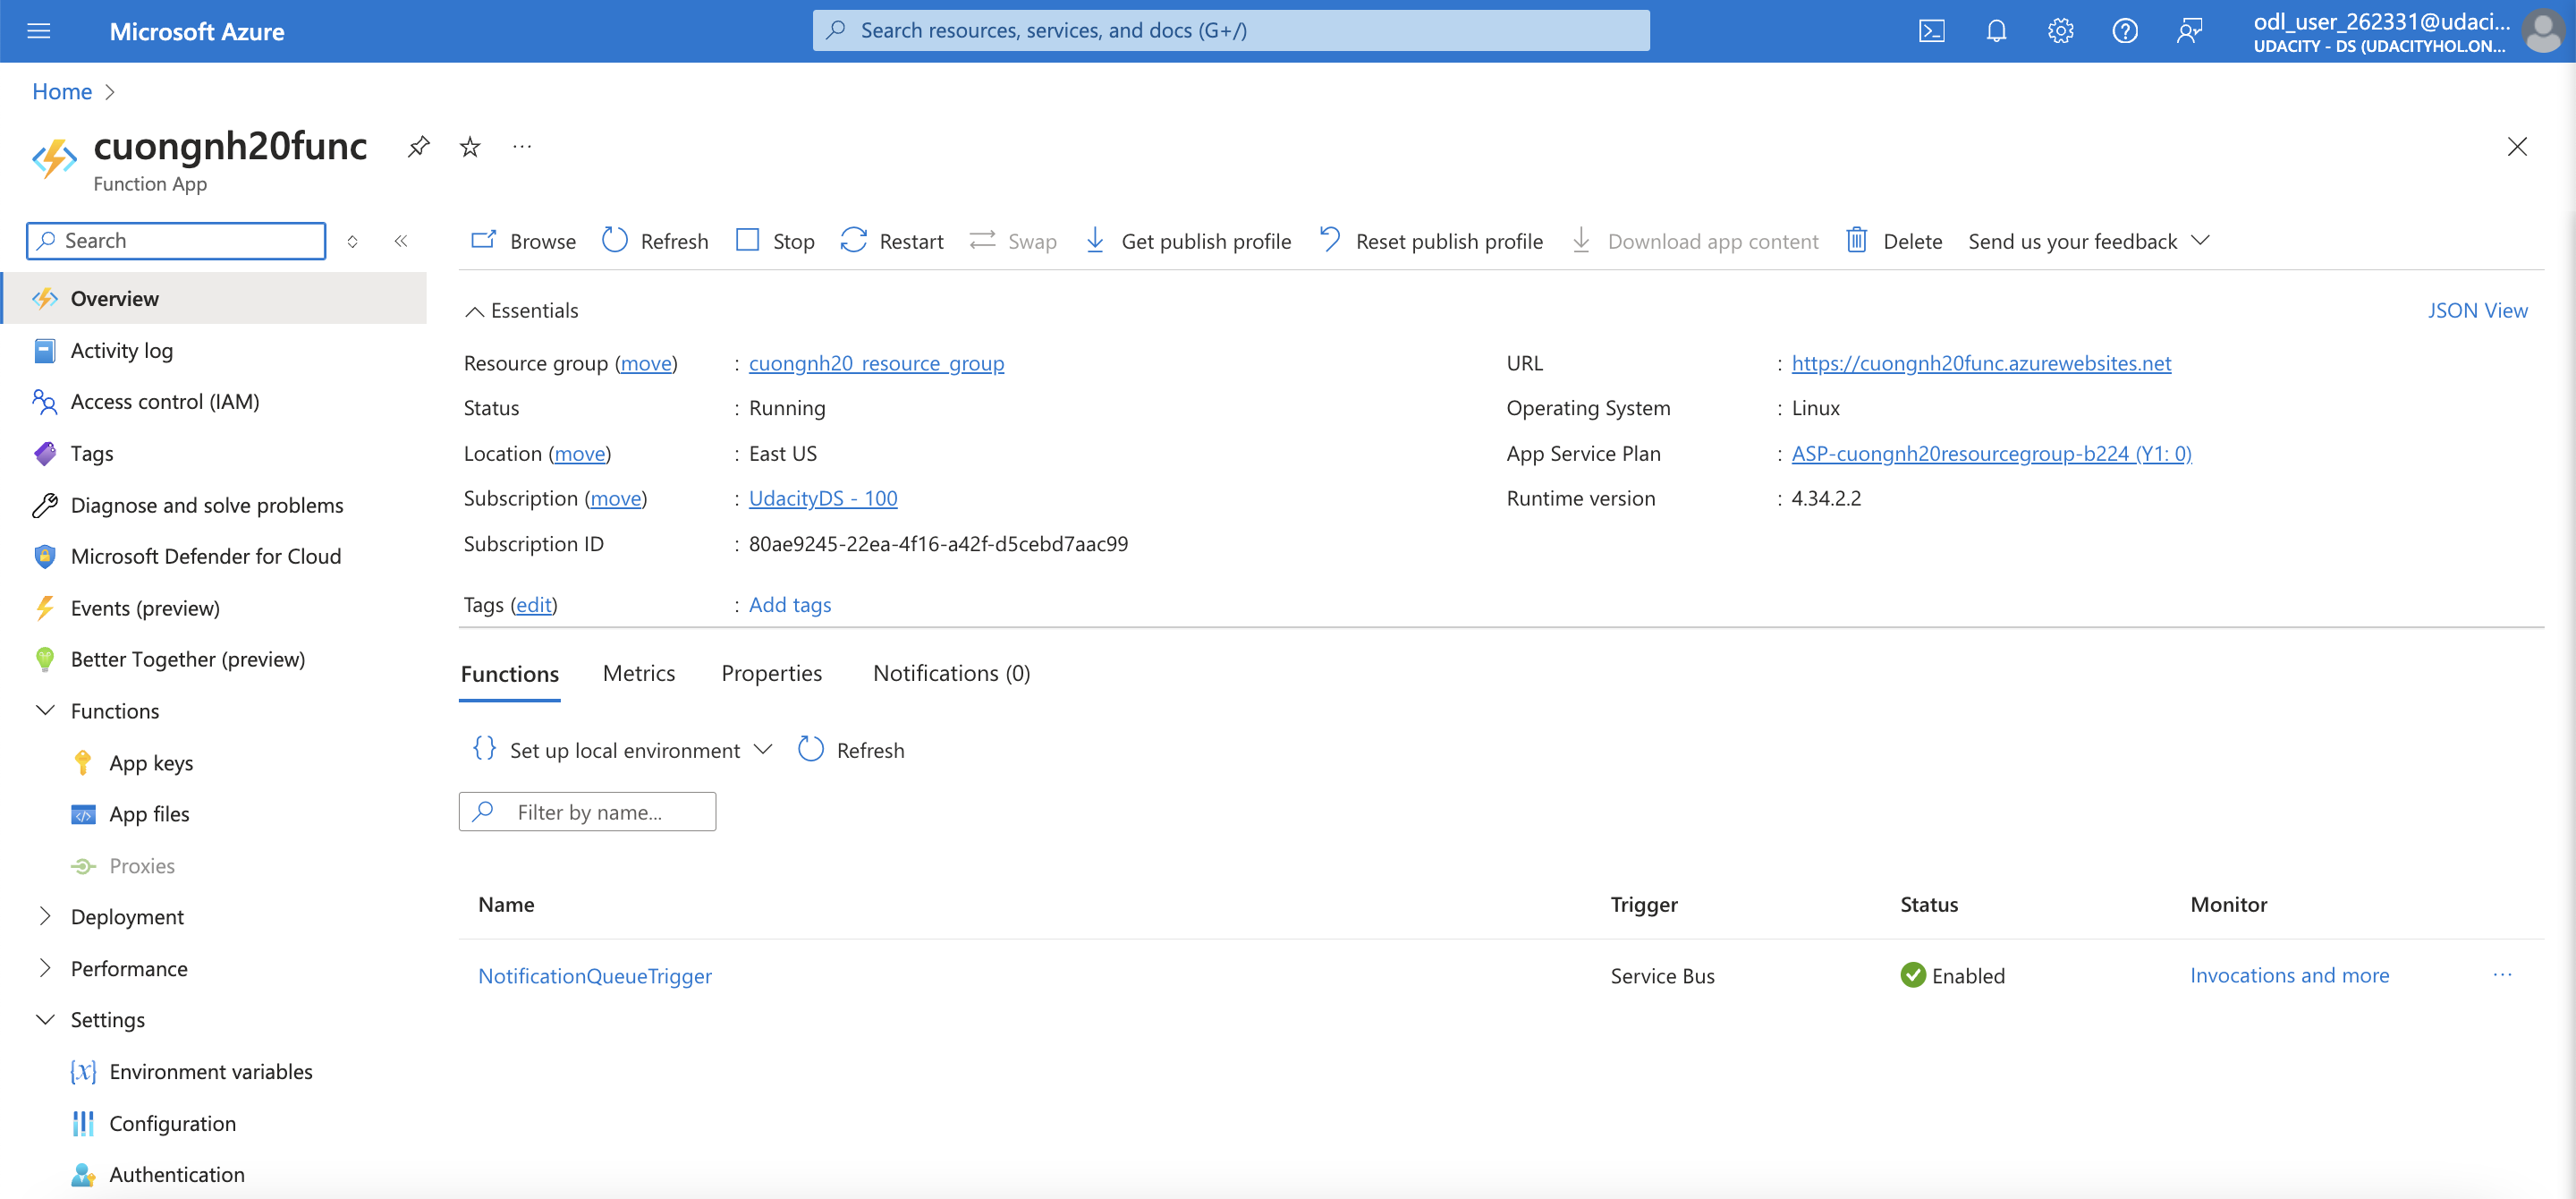 Microsoft Azure
Search resources, services, and docs (G+/)
odl_user_262331@udaci...
UDACITY - DS (UDACITYHOL.ON...
Home
cuongnh20func
Function App
Search
Browse Refresh Stop Restart Swap Get publish profile Reset publish profile Download app content Delete Send us your feedback
Overview
Activity log
Access control (IAM)
Tags
Diagnose and solve problems
Microsoft Defender for Cloud
Events (preview)
Better Together (preview)
Functions
App keys
App files
Proxies
Deployment
Performance
Settings
Environment variables
Configuration
Authentication
Essentials
JSON View
Resource group (move) : cuongnh20_resource_group
Status : Running
Location (move) : East US
Subscription (move) : UdacityDS - 100
Subscription ID : 80ae9245-22ea-4f16-a42f-d5cebd7aac99
Tags (edit) : Add tags
URL : https://cuongnh20func.azurewebsites.net
Operating System : Linux
App Service Plan : ASP-cuongnh20resourcegroup-b224 (Y1: 0)
Runtime version : 4.34.2.2
Functions Metrics Properties Notifications (0)
Set up local environment Refresh
Filter by name...
Name Trigger Status Monitor
NotificationQueueTrigger Service Bus Enabled Invocations and more ...